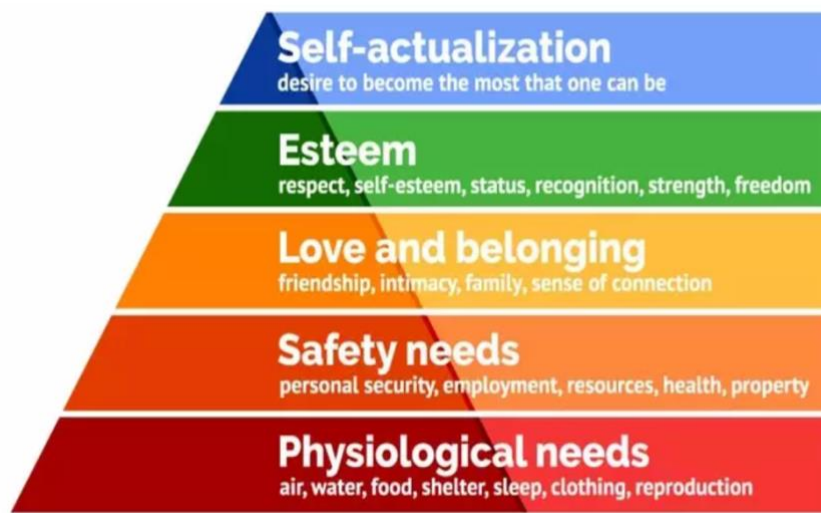 Self-actualization
desire to become the most that one can be
Esteem
respect, self-esteem, status, recognition, strength, freedom
Love and belonging
friendship, intimacy, family, sense of connection
Safety needs
personal security, employment, resources, health, property
Physiological needs
air, water, food, shelter, sleep, clothing, reproduction